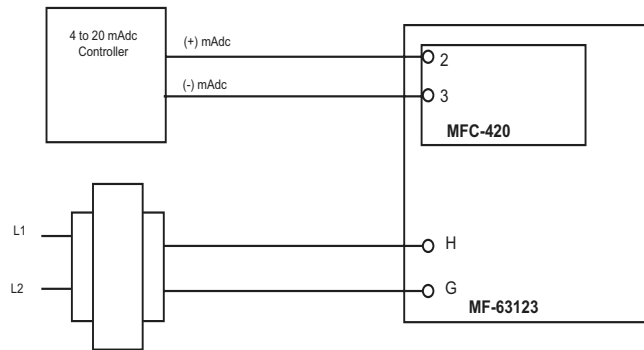 4 to 20 mAdc
Controller
(+) mAdc
(-) mAdc
2
3
MFC-420
L1
L2
H
G
MF-63123